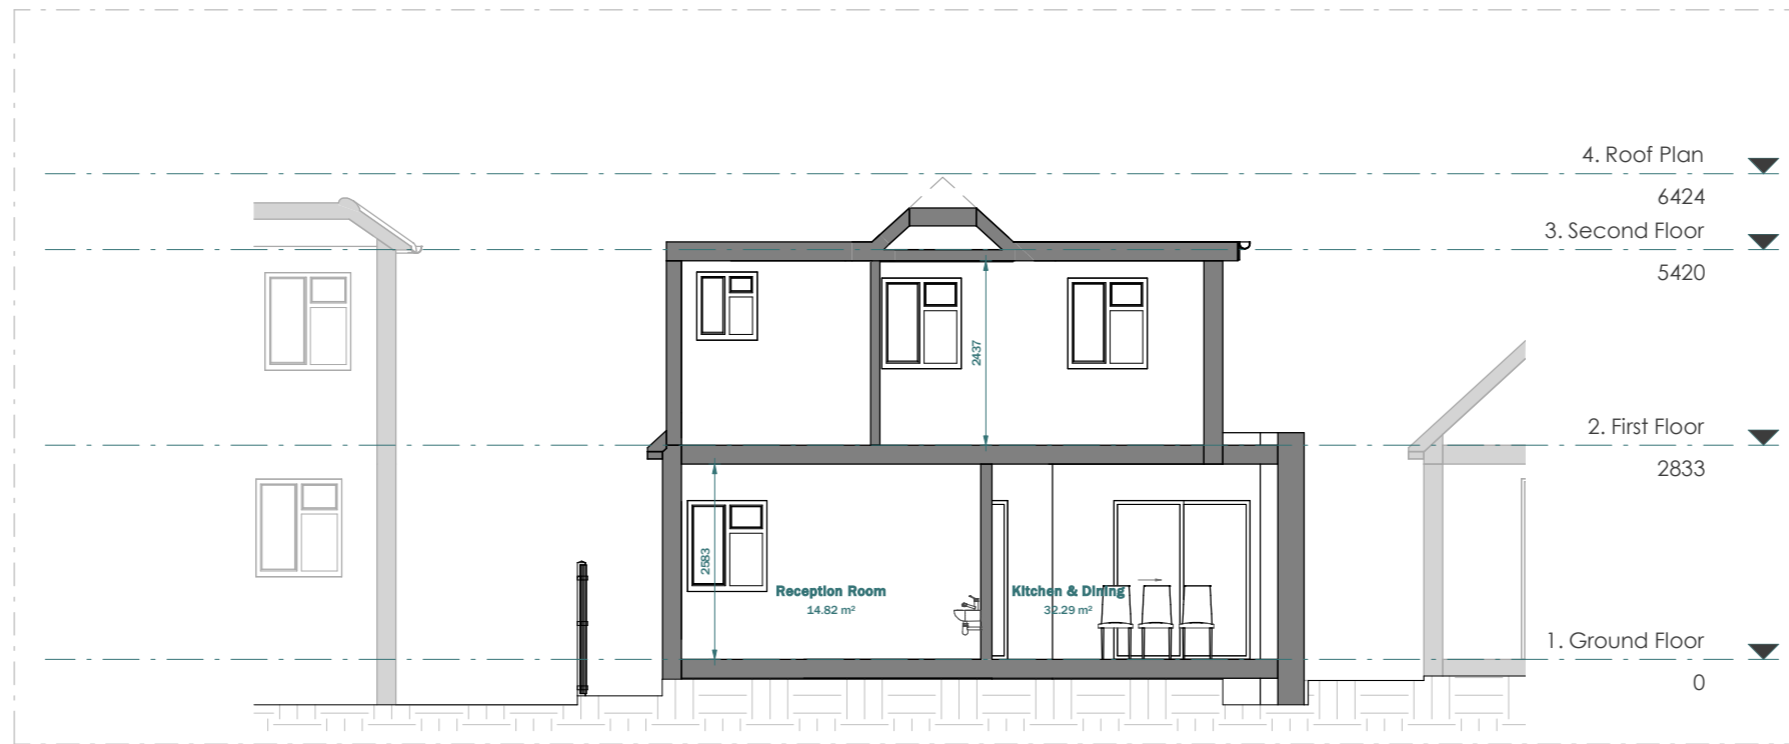 4. Roof Plan
6424
3. Second Floor
5420
2437
2. First Floor
2833
2583
Reception Room
14.82 m²
Kitchen & Dining
32.29 m²
1. Ground Floor
0